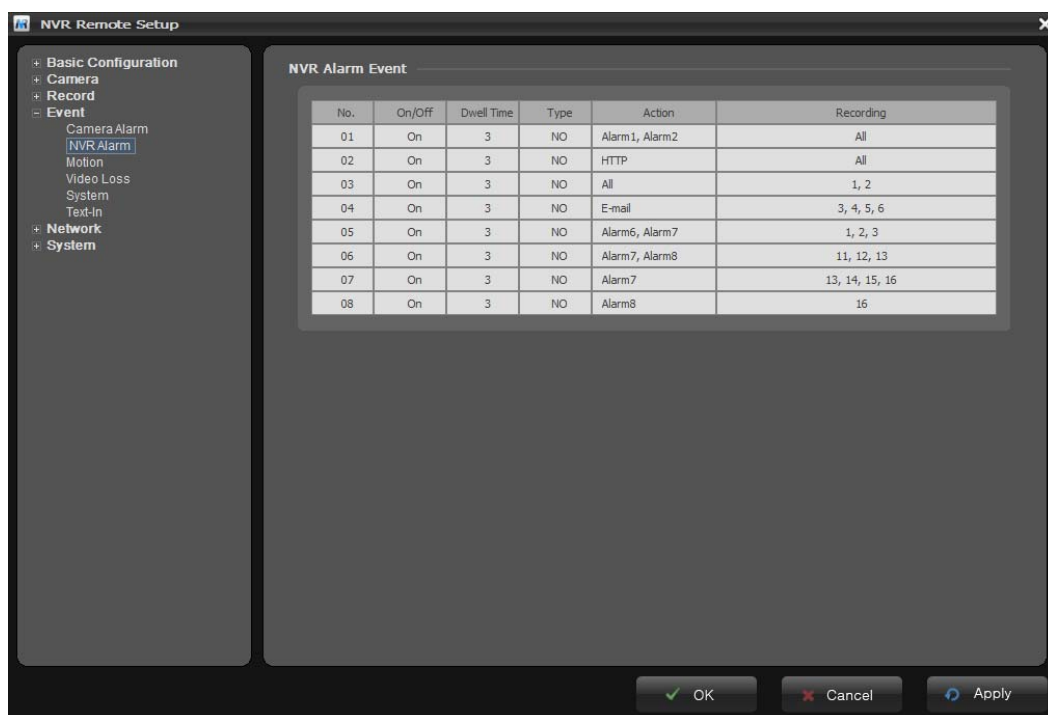 NVR Remote Setup
Basic Configuration
Camera
Record
Event
Camera Alarm
NVR Alarm
Motion
Video Loss
System
Text-In
Network
System
NVR Alarm Event
No. On/Off Dwell Time Type Action Recording
01 On 3 NO Alarm1, Alarm2 All
02 On 3 NO HTTP All
03 On 3 NO All 1, 2
04 On 3 NO E-mail 3, 4, 5, 6
05 On 3 NO Alarm6, Alarm7 1, 2, 3
06 On 3 NO Alarm7, Alarm8 11, 12, 13
07 On 3 NO Alarm7 13, 14, 15, 16
08 On 3 NO Alarm8 16
OK Cancel Apply